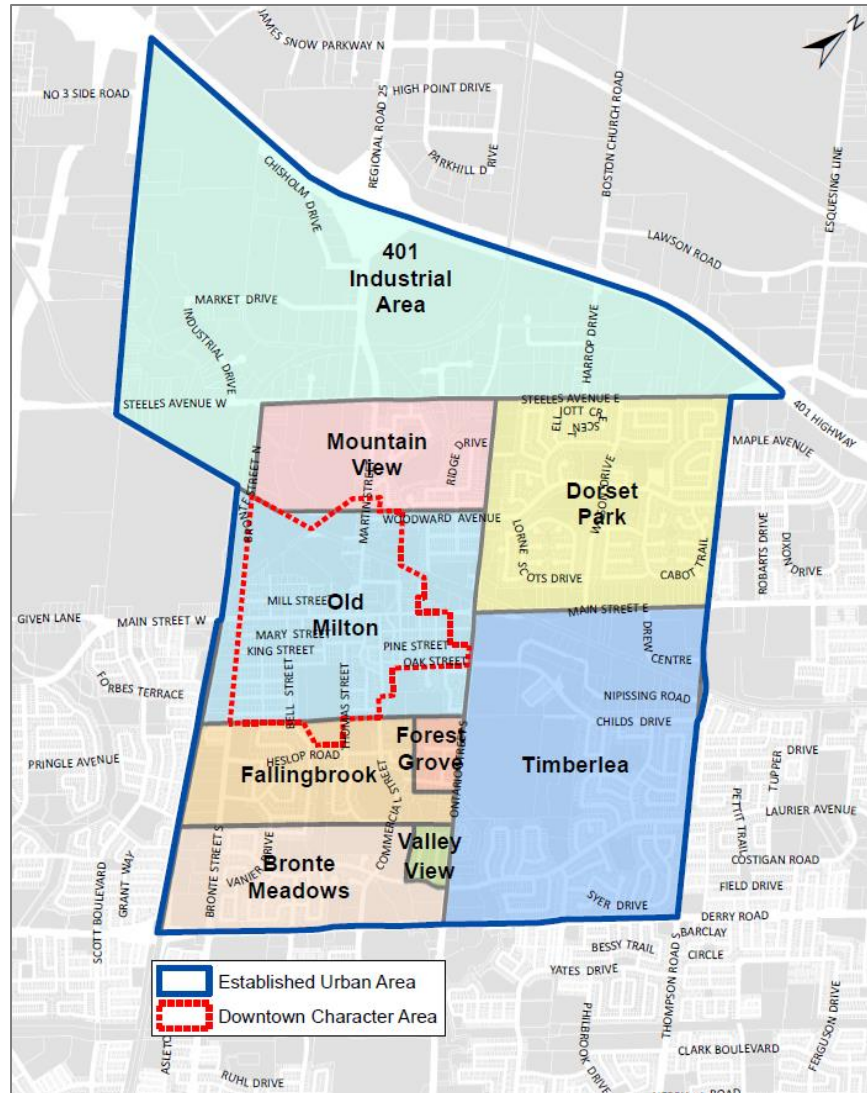 JAMES SNOW PARKWAY N
N
NO 3 SIDE ROAD
REGIONAL ROAD 25
HIGH POINT DRIVE
BOSTON CHURCH ROAD
ESQUESING LINE
PARKHILL DRIVE
CHISHOLM DRIVE
LAWSON ROAD
401
Industrial
Area
MARKET DRIVE
INDUSTRIAL DRIVE
HARROP DRIVE
STEELES AVENUE W
STEELES AVENUE E
401 HIGHWAY
ELLIOTT CRESCENT
MAPLE AVENUE
Mountain
View
RIDGE DRIVE
MARTIN STREET
BRONTE STREET N
Dorset
Park
WILSON DRIVE
WOODWARD AVENUE
LORNE SCOTS DRIVE
CABOT TRAIL
ROBARTS DRIVE
DIXON DRIVE
GIVEN LANE
MAIN STREET W
MILL STREET
Old
Milton
MARY STREET
KING STREET
PINE STREET
OAK STREET
MAIN STREET E
DREW CENTRE
FORBES TERRACE
BELL STREET
THOMAS STREET
NIPISSING ROAD
CHILDS DRIVE
PRINGLE AVENUE
HESLOP ROAD
Fallingbrook
COMMERCIAL STREET
Forest
Grove
ONTARIO STREET S
Timberlea
TUPPER DRIVE
PETTIT TRAIL
LAURIER AVENUE
COSTIGAN ROAD
FIELD DRIVE
SCOTT BOULEVARD
GRANT WAY
BRONTE STREET S
VANIER DRIVE
Bronte
Meadows
Valley
View
SYER DRIVE
DERRY ROAD
BARCLAY CIRCLE
BESSY TRAIL
YATES DRIVE
THOMPSON ROAD S
Established Urban Area
Downtown Character Area
PHILBROOK DRIVE
CLARK BOULEVARD
FERGUSON DRIVE
RUHL DRIVE
ROAD